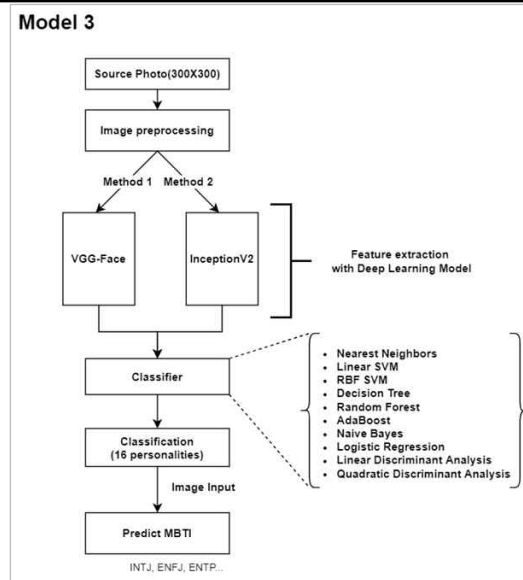 Model 3
Source Photo(300X300)
Image preprocessing
Method 1
Method 2
VGG-Face
InceptionV2
Feature extraction
with Deep Learning Model
Classifier
• Nearest Neighbors
• Linear SVM
• RBF SVM
• Decision Tree
• Random Forest
• AdaBoost
• Naive Bayes
• Logistic Regression
• Linear Discriminant Analysis
• Quadratic Discriminant Analysis
Classification
(16 personalities)
Image Input
Predict MBTI
INTJ, ENFJ, ENTP...